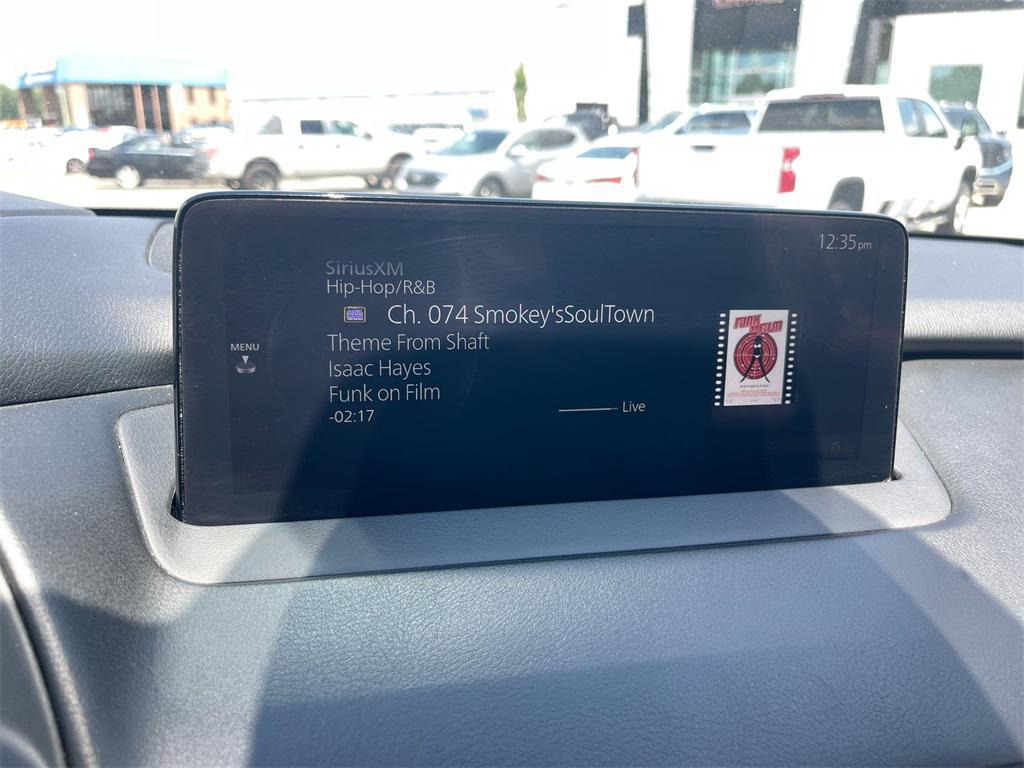 12:35pm
SiriusXM
Hip-Hop/R&B
Ch. 074 Smokey'sSoulTown
Theme From Shaft
MENU
Isaac Hayes
Funk on Film
-02:17
Live
FUNK
ON FILM